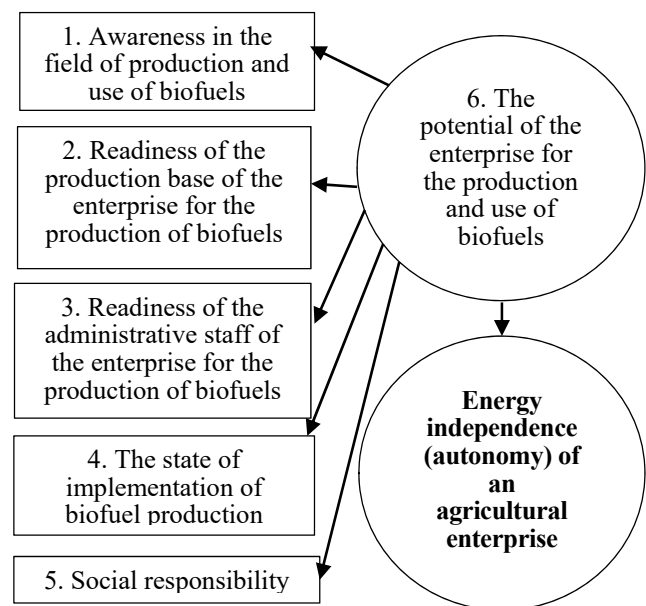 1. Awareness in the
field of production and
use of biofuels
2. Readiness of the
production base of the
enterprise for the
production of biofuels
3. Readiness of the
administrative staff of
the enterprise for the
production of biofuels
4. The state of
implementation of
biofuel production
5. Social responsibility
6. The
potential of the
enterprise for
the production
and use of
biofuels
Energy
independence
(autonomy) of
an
agricultural
enterprise